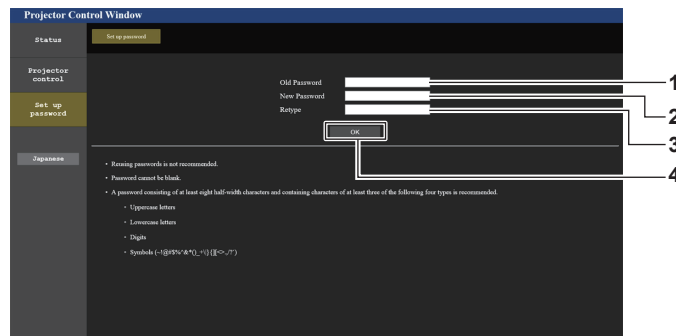 Projector Control Window
Status
Set up password
Projector
control
Set up
password
Japanese
Old Password
New Password
Retype
OK
1
2
3
4
• Reusing passwords is not recommended.
• Password cannot be blank.
• A password consisting of at least eight half-width characters and containing characters of at least three of the following four types is recommended.
• Uppercase letters
• Lowercase letters
• Digits